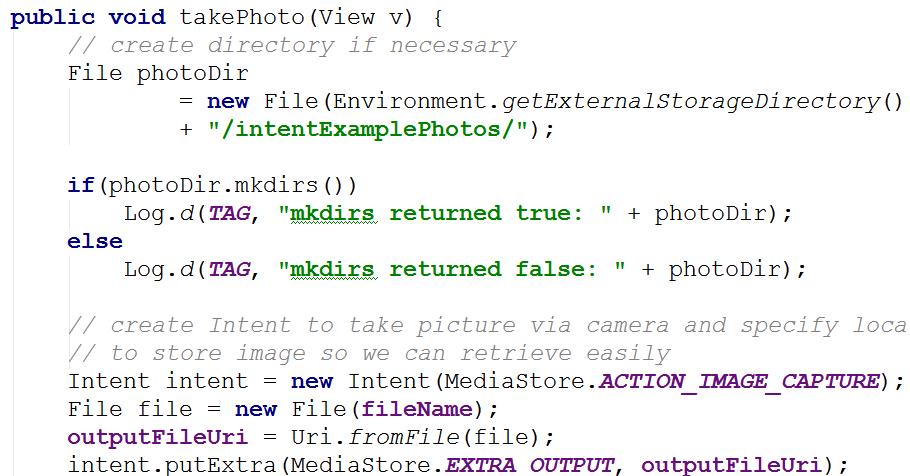 public void takePhoto(View v) {
// create directory if necessary
File photoDir
= new File(Environment.getExternalStorageDirectory()
+ "/intentExamplePhotos/");
if(photoDir.mkdirs())
Log.d(TAG, "mkdirs returned true: " + photoDir);
else
Log.d(TAG, "mkdirs returned false: " + photoDir);
// create Intent to take picture via camera and specify loca
// to store image so we can retrieve easily
Intent intent = new Intent(MediaStore.ACTION_IMAGE_CAPTURE);
File file = new File(fileName);
outputFileUri = Uri.fromFile(file);
intent.putExtra(MediaStore.EXTRA_OUTPUT, outputFileUri);